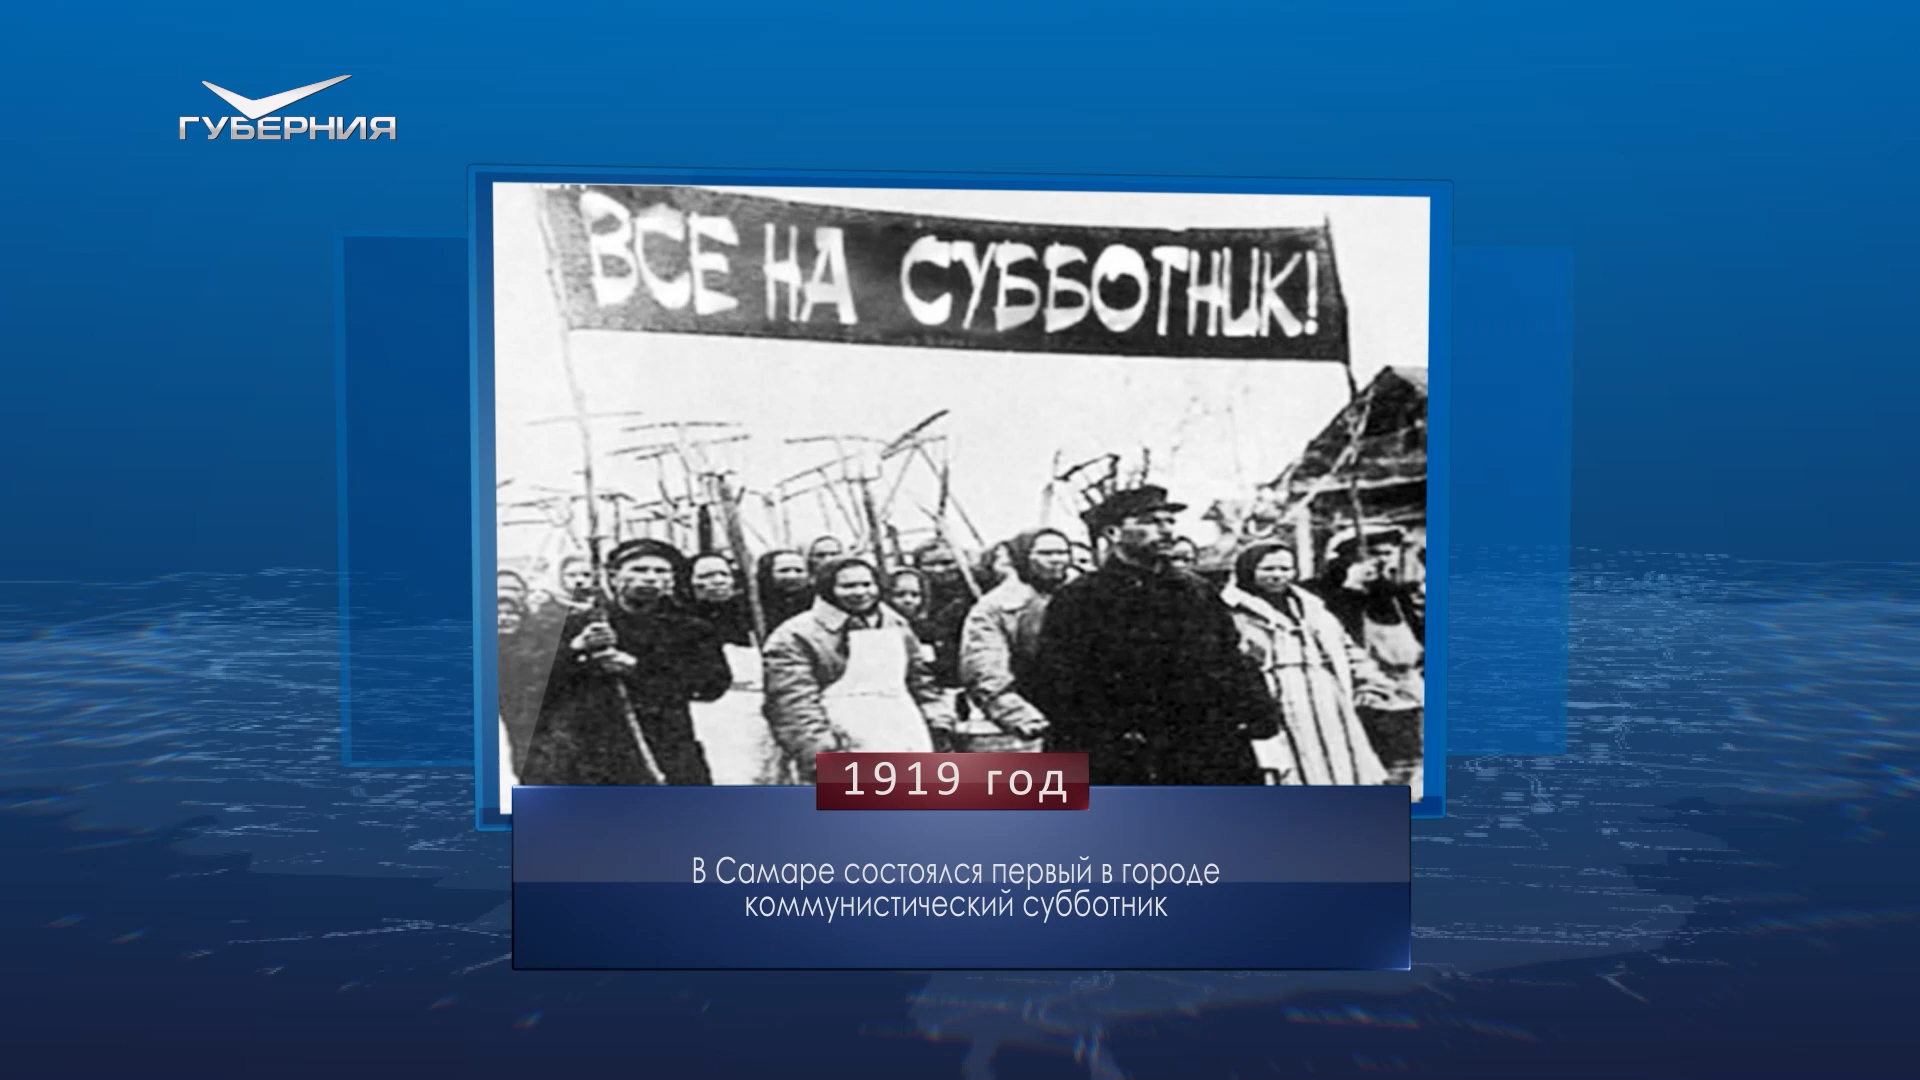 ГУБЕРНИЯ
ВСЕ НА СУББОТНИК!
1919 год
В Самаре состоялся первый в городе
коммунистический субботник